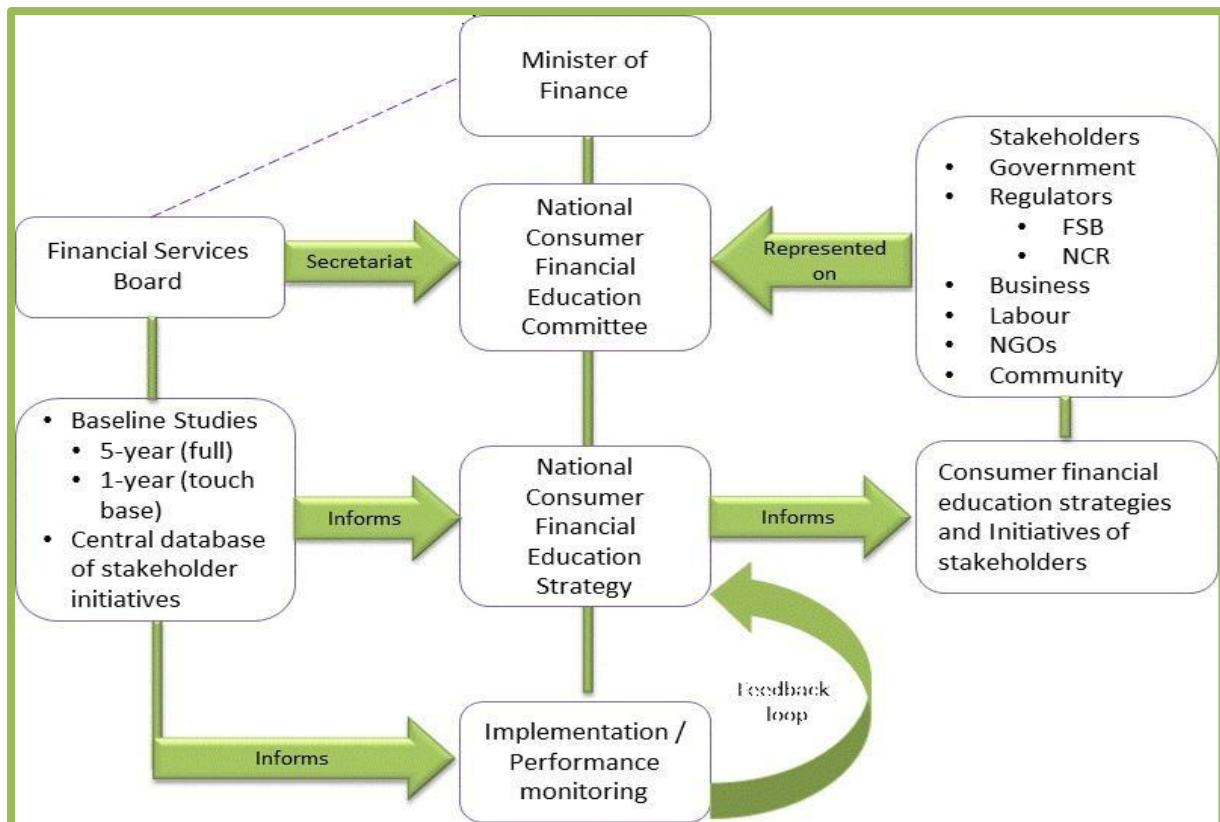 Minister of
Finance
Stakeholders
• Government
• Regulators
• FSB
• NCR
• Business
• Labour
• NGOs
• Community
National
Consumer
Financial
Education
Committee
Financial Services
Board
Secretariat
Represented
on
• Baseline Studies
• 5-year (full)
• 1-year (touch
base)
• Central database
of stakeholder
initiatives
Informs
National
Consumer
Financial
Education
Strategy
Informs
Consumer financial
education strategies
and Initiatives of
stakeholders
Feedback
loop
Informs
Implementation /
Performance
monitoring